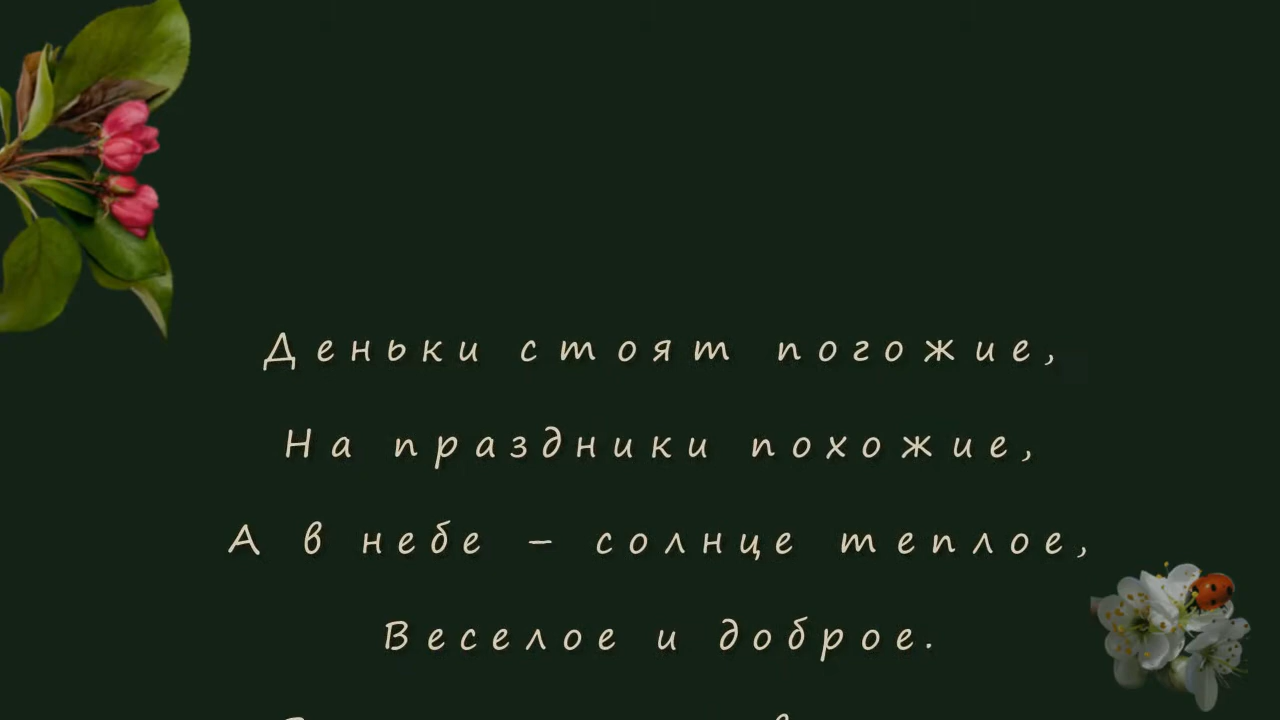 Деньки стоят погожие,
На праздники похожие,
А в небе – солнце теплое,
Веселое и доброе.